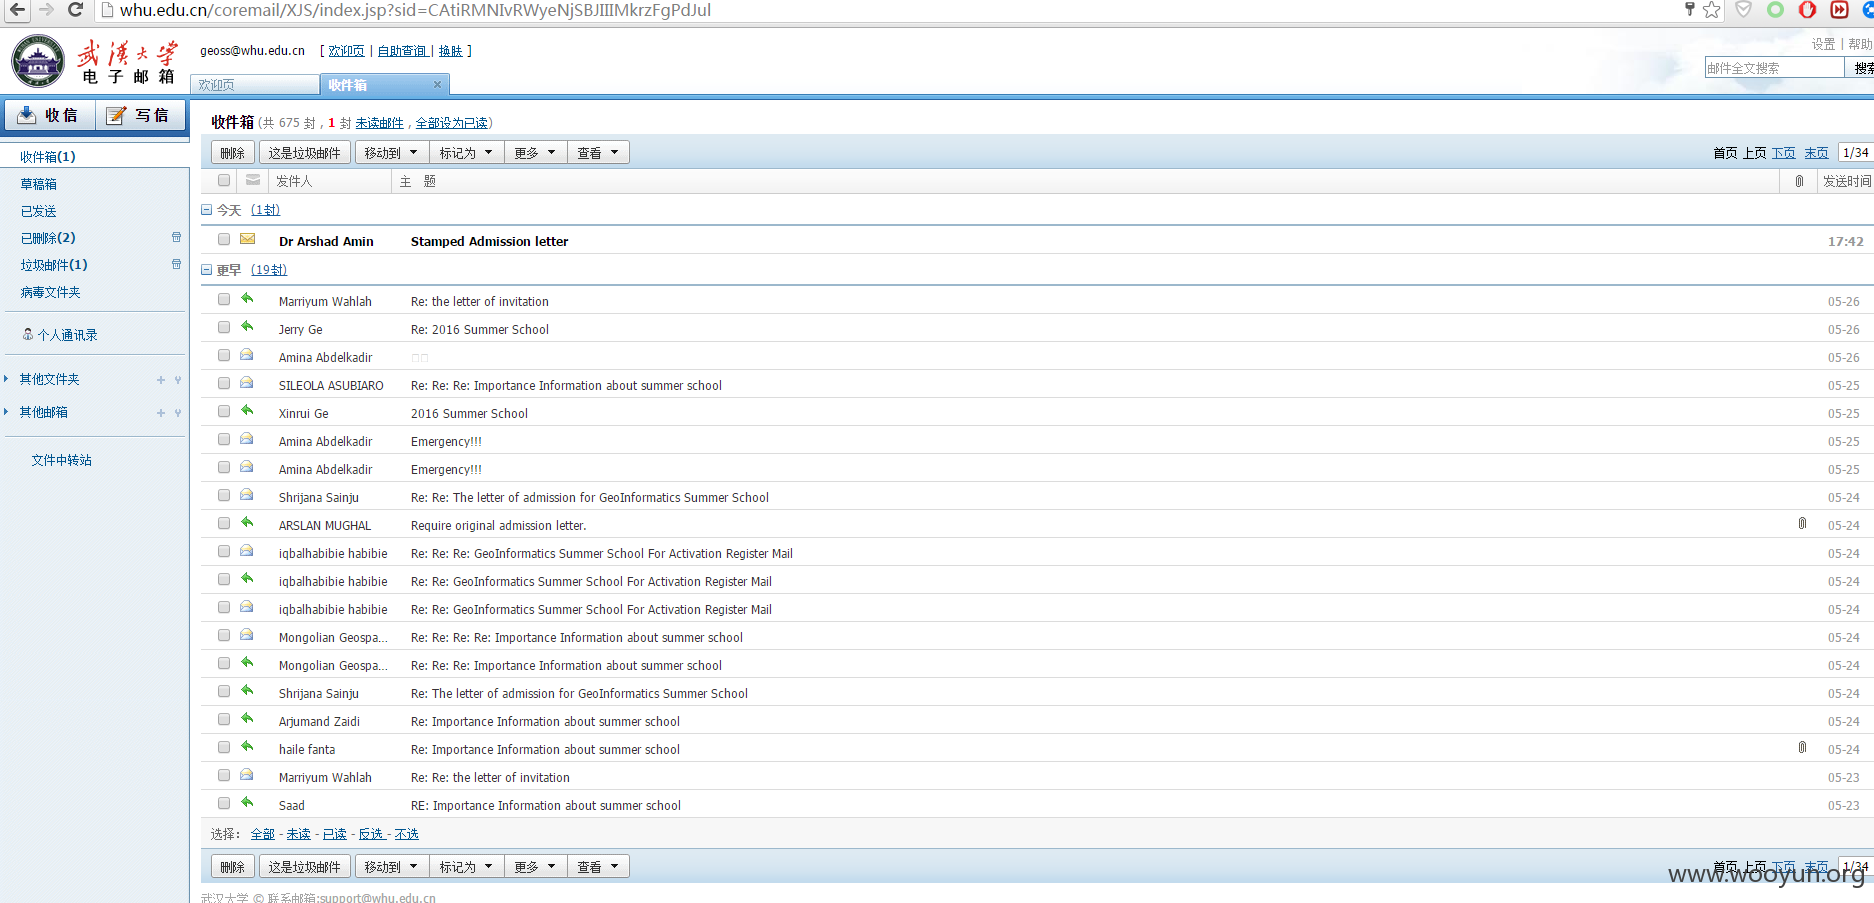 whu.edu.cn/coremail/XJS/index.jsp?sid=CAtiRMNIvRWyeNjSBJIIIMkrzFgPdJul
武汉大学
电子邮箱
geoss@whu.edu.cn [ 欢迎页 | 自助查询 | 换肤 ]
设置 | 帮助
邮件全文搜索 搜索
欢迎页 收件箱 ×
收信 写信
收件箱(1)
草稿箱
已发送
已删除(2)
垃圾邮件(1)
病毒文件夹
个人通讯录
其他文件夹
其他邮箱
文件中转站
收件箱 (共 675 封 , 1 封 未读邮件 , 全部设为已读)
删除 这是垃圾邮件 移动到 标记为 更多 查看 首页 上页 下页 末页 1/34
发件人 主 题 发送时间
今天 (1封)
Dr Arshad Amin Stamped Admission letter 17:42
更早 (19封)
Marriyum Wahlah Re: the letter of invitation 05-26
Jerry Ge Re: 2016 Summer School 05-26
Amina Abdelkadir 05-26
SILEOLA ASUBIARO Re: Re: Re: Importance Information about summer school 05-25
Xinrui Ge 2016 Summer School 05-25
Amina Abdelkadir Emergency!!! 05-25
Amina Abdelkadir Emergency!!! 05-25
Shrijana Sainju Re: Re: The letter of admission for GeoInformatics Summer School 05-24
ARSLAN MUGHAL Require original admission letter. 05-24
iqbalhabibie habibie Re: Re: Re: GeoInformatics Summer School For Activation Register Mail 05-24
iqbalhabibie habibie Re: Re: GeoInformatics Summer School For Activation Register Mail 05-24
iqbalhabibie habibie Re: Re: GeoInformatics Summer School For Activation Register Mail 05-24
Mongolian Geospa... Re: Re: Re: Re: Importance Information about summer school 05-24
Mongolian Geospa... Re: Re: Re: Importance Information about summer school 05-24
Shrijana Sainju Re: The letter of admission for GeoInformatics Summer School 05-24
Arjumand Zaidi Re: Importance Information about summer school 05-24
haile fanta Re: Importance Information about summer school 05-24
Marriyum Wahlah Re: Re: the letter of invitation 05-23
Saad RE: Importance Information about summer school 05-23
选择： 全部 - 未读 - 已读 - 反选 - 不选
删除 这是垃圾邮件 移动到 标记为 更多 查看 首页 上页 下页 末页 1/34
www.wooyun.org
武汉大学 © 联系邮箱:support@whu.edu.cn